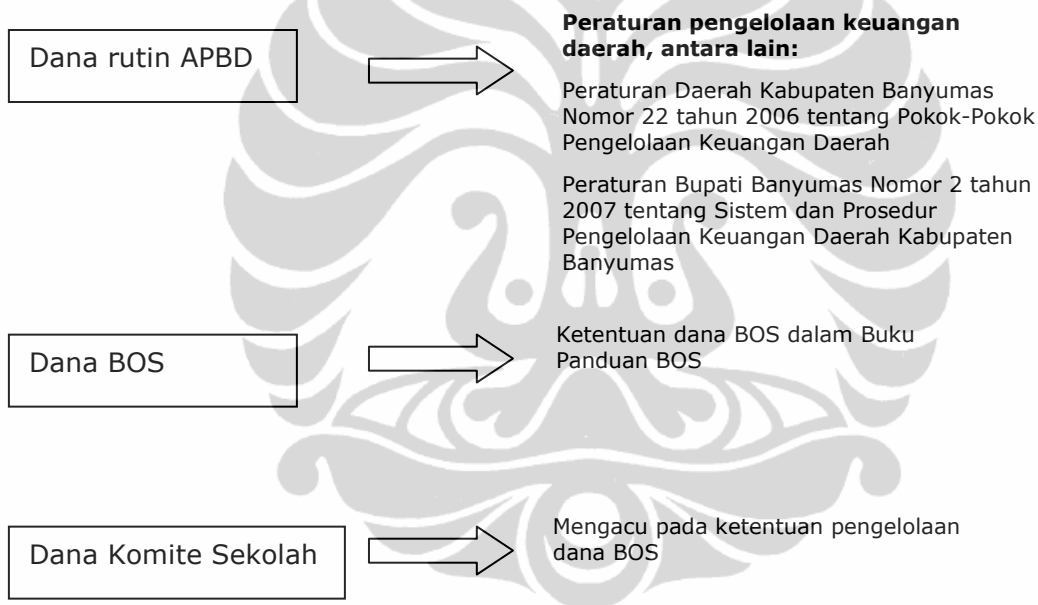 Dana rutin APBD
Peraturan pengelolaan keuangan
daerah, antara lain:
Peraturan Daerah Kabupaten Banyumas
Nomor 22 tahun 2006 tentang Pokok-Pokok
Pengelolaan Keuangan Daerah
Peraturan Bupati Banyumas Nomor 2 tahun
2007 tentang Sistem dan Prosedur
Pengelolaan Keuangan Daerah Kabupaten
Banyumas
Dana BOS
Ketentuan dana BOS dalam Buku
Panduan BOS
Dana Komite Sekolah
Mengacu pada ketentuan pengelolaan
dana BOS